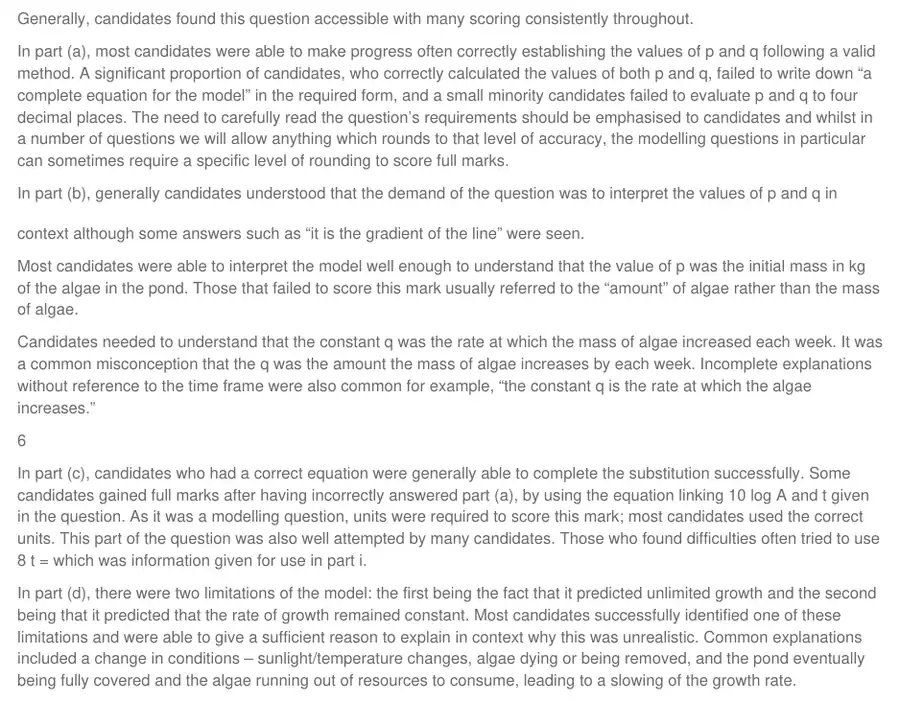 Generally, candidates found this question accessible with many scoring consistently throughout.
In part (a), most candidates were able to make progress often correctly establishing the values of p and q following a valid
method. A significant proportion of candidates, who correctly calculated the values of both p and q, failed to write down “a
complete equation for the model” in the required form, and a small minority candidates failed to evaluate p and q to four
decimal places. The need to carefully read the question’s requirements should be emphasised to candidates and whilst in
a number of questions we will allow anything which rounds to that level of accuracy, the modelling questions in particular
can sometimes require a specific level of rounding to score full marks.
In part (b), generally candidates understood that the demand of the question was to interpret the values of p and q in
context although some answers such as “it is the gradient of the line” were seen.
Most candidates were able to interpret the model well enough to understand that the value of p was the initial mass in kg
of the algae in the pond. Those that failed to score this mark usually referred to the “amount” of algae rather than the mass
of algae.
Candidates needed to understand that the constant q was the rate at which the mass of algae increased each week. It was
a common misconception that the q was the amount the mass of algae increases by each week. Incomplete explanations
without reference to the time frame were also common for example, “the constant q is the rate at which the algae
increases.”
6
In part (c), candidates who had a correct equation were generally able to complete the substitution successfully. Some
candidates gained full marks after having incorrectly answered part (a), by using the equation linking 10 log A and t given
in the question. As it was a modelling question, units were required to score this mark; most candidates used the correct
units. This part of the question was also well attempted by many candidates. Those who found difficulties often tried to use
8 t = which was information given for use in part i.
In part (d), there were two limitations of the model: the first being the fact that it predicted unlimited growth and the second
being that it predicted that the rate of growth remained constant. Most candidates successfully identified one of these
limitations and were able to give a sufficient reason to explain in context why this was unrealistic. Common explanations
included a change in conditions – sunlight/temperature changes, algae dying or being removed, and the pond eventually
being fully covered and the algae running out of resources to consume, leading to a slowing of the growth rate.